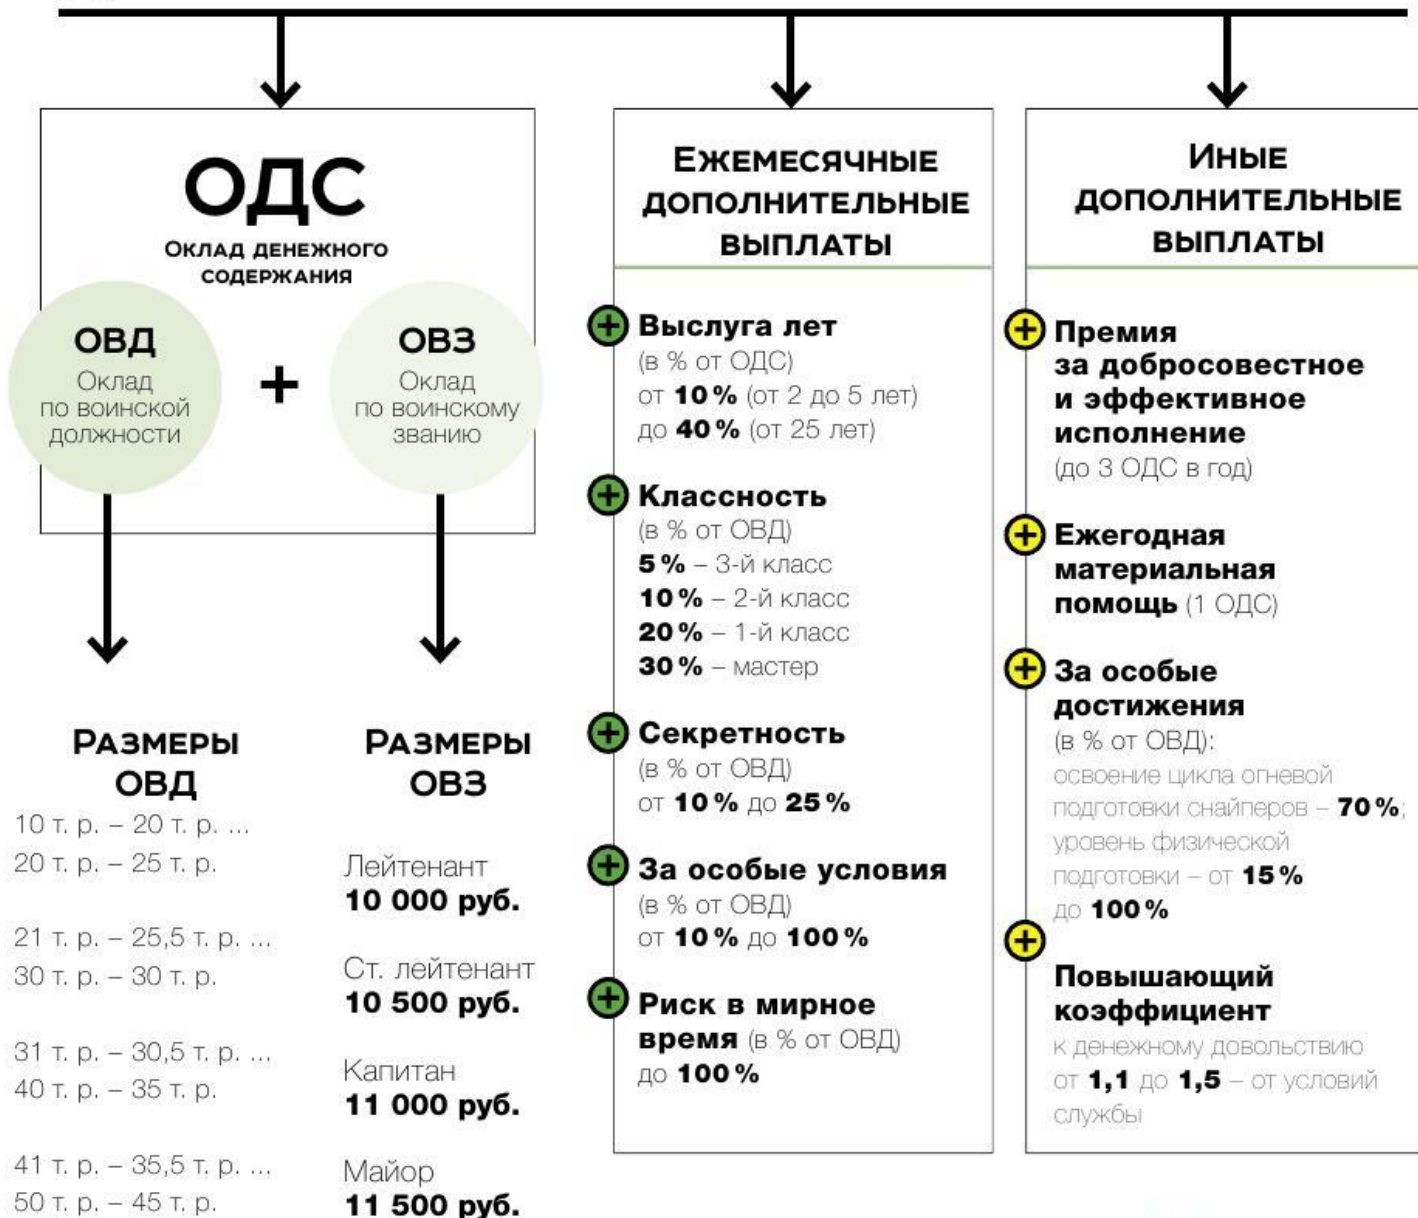 ОДС
Оклад денежного
содержания
ОВД
Оклад
по воинской
должности
+
ОВЗ
Оклад
по воинскому
званию
Размеры
ОВД
10 т. р. – 20 т. р. ...
20 т. р. – 25 т. р.
21 т. р. – 25,5 т. р. ...
30 т. р. – 30 т. р.
31 т. р. – 30,5 т. р. ...
40 т. р. – 35 т. р.
41 т. р. – 35,5 т. р. ...
50 т. р. – 45 т. р.
Размеры
ОВЗ
Лейтенант
10 000 руб.
Ст. лейтенант
10 500 руб.
Капитан
11 000 руб.
Майор
11 500 руб.
Ежемесячные
дополнительные
выплаты
+ Выслуга лет
(в % от ОДС)
от 10 % (от 2 до 5 лет)
до 40 % (от 25 лет)
+ Классность
(в % от ОВД)
5 % – 3-й класс
10 % – 2-й класс
20 % – 1-й класс
30 % – мастер
+ Секретность
(в % от ОВД)
от 10 % до 25 %
+ За особые условия
(в % от ОВД)
от 10 % до 100 %
+ Риск в мирное
время (в % от ОВД)
до 100 %
Иные
дополнительные
выплаты
+ Премия
за добросовестное
и эффективное
исполнение
(до 3 ОДС в год)
+ Ежегодная
материальная
помощь (1 ОДС)
+ За особые
достижения
(в % от ОВД):
освоение цикла огневой
подготовки снайперов – 70 %;
уровень физической
подготовки – от 15 %
до 100 %
+
Повышающий
коэффициент
к денежному довольствию
от 1,1 до 1,5 – от условий
службы